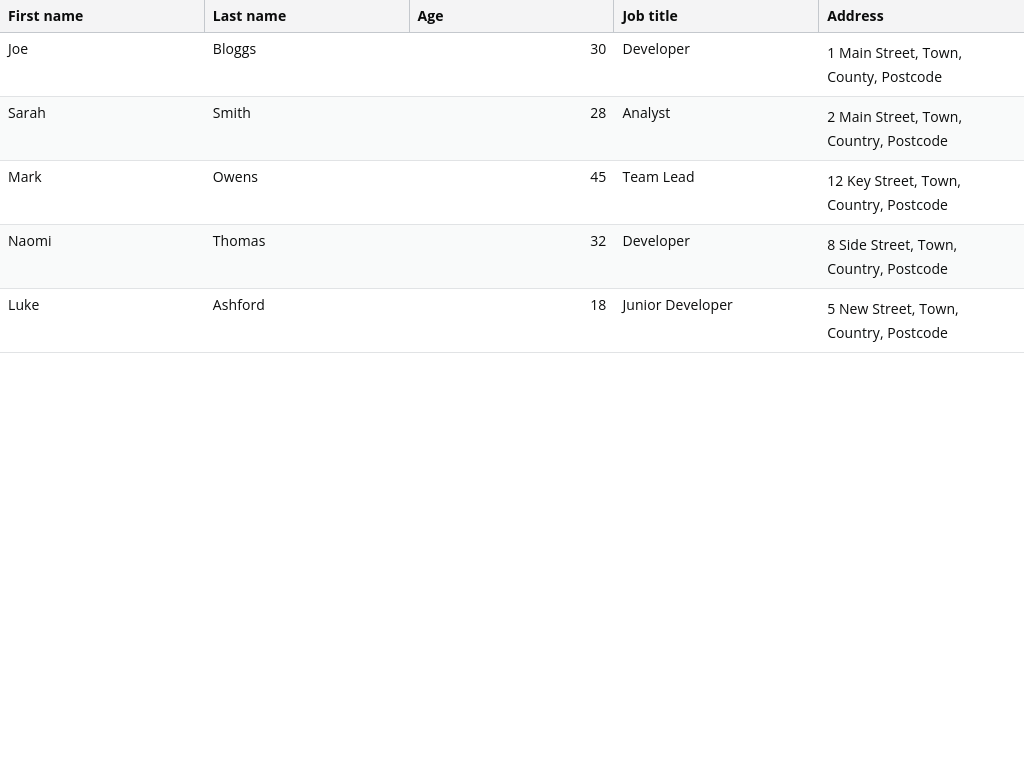 First name Last name Age Job title Address
Joe Bloggs 30 Developer 1 Main Street, Town,
County, Postcode
Sarah Smith 28 Analyst 2 Main Street, Town,
Country, Postcode
Mark Owens 45 Team Lead 12 Key Street, Town,
Country, Postcode
Naomi Thomas 32 Developer 8 Side Street, Town,
Country, Postcode
Luke Ashford 18 Junior Developer 5 New Street, Town,
Country, Postcode